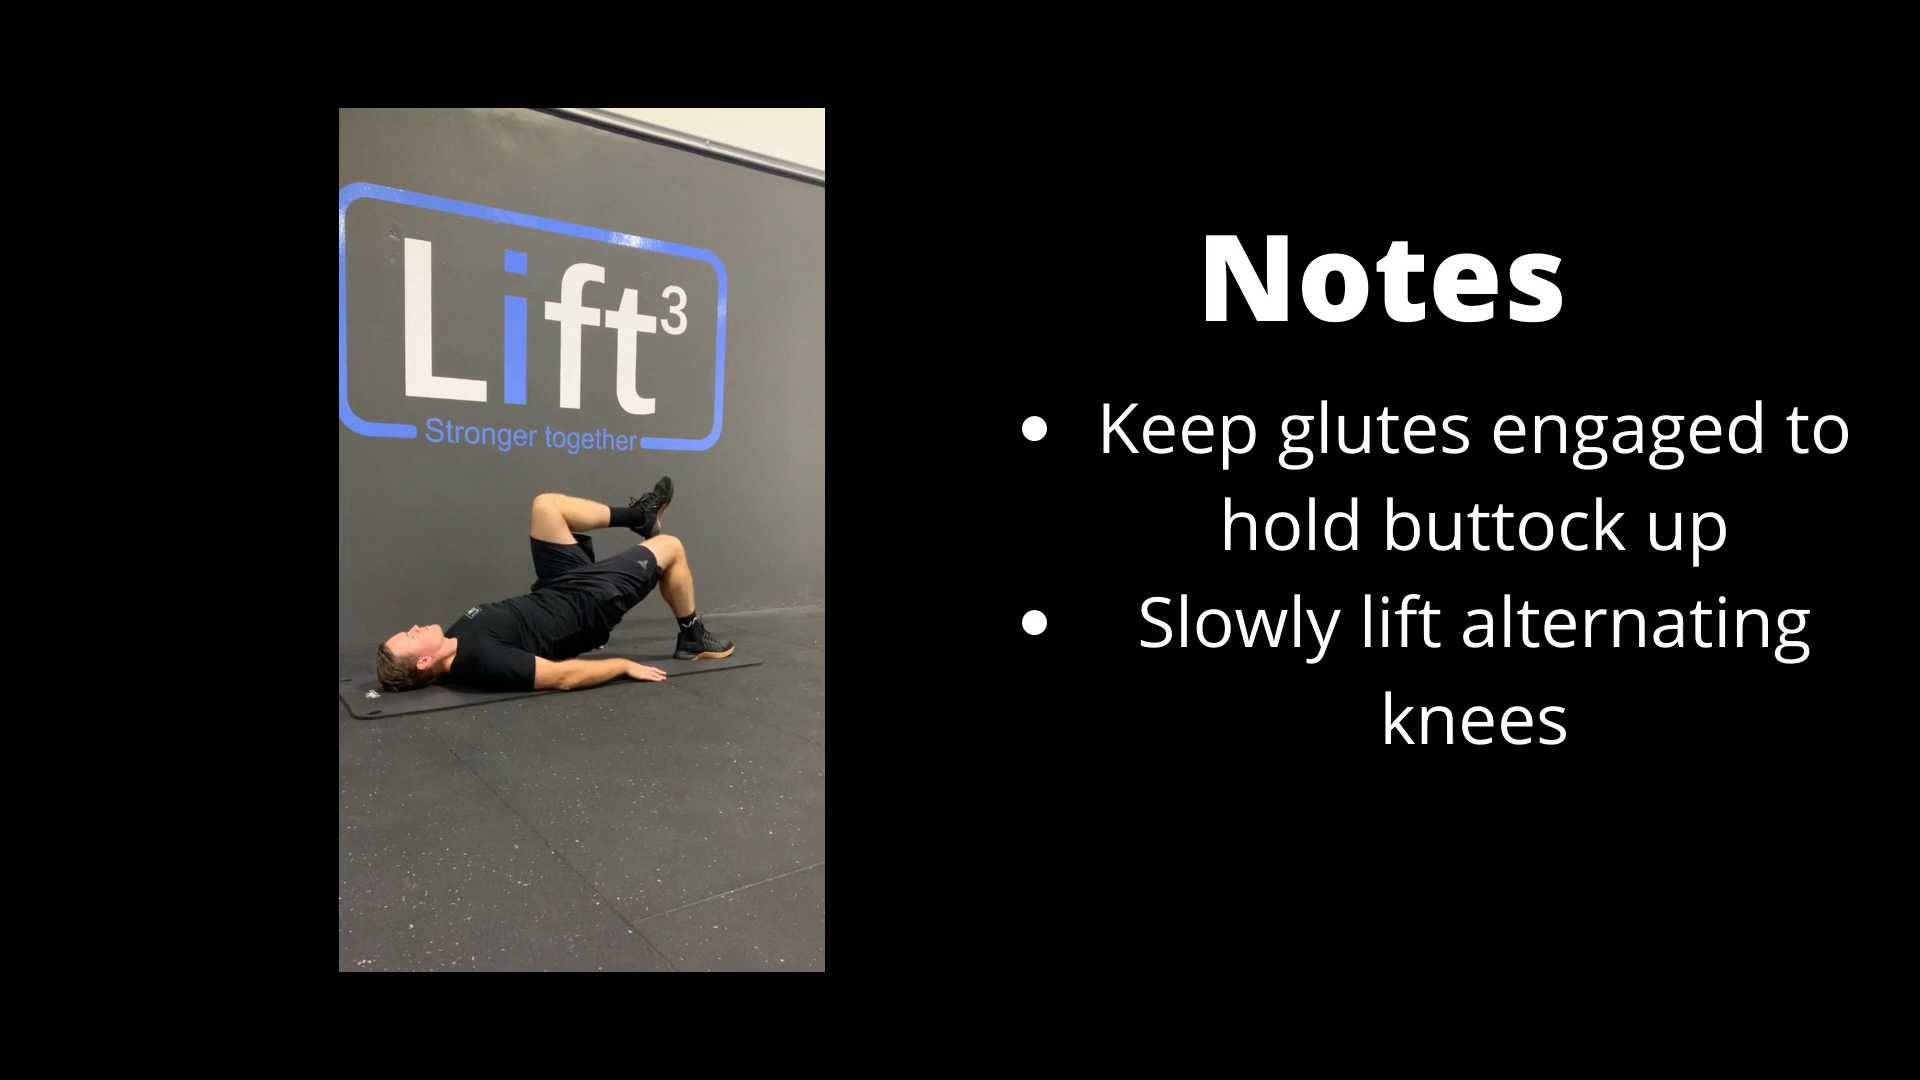 Lift³
Stronger together
Notes
• Keep glutes engaged to
hold buttock up
• Slowly lift alternating
knees